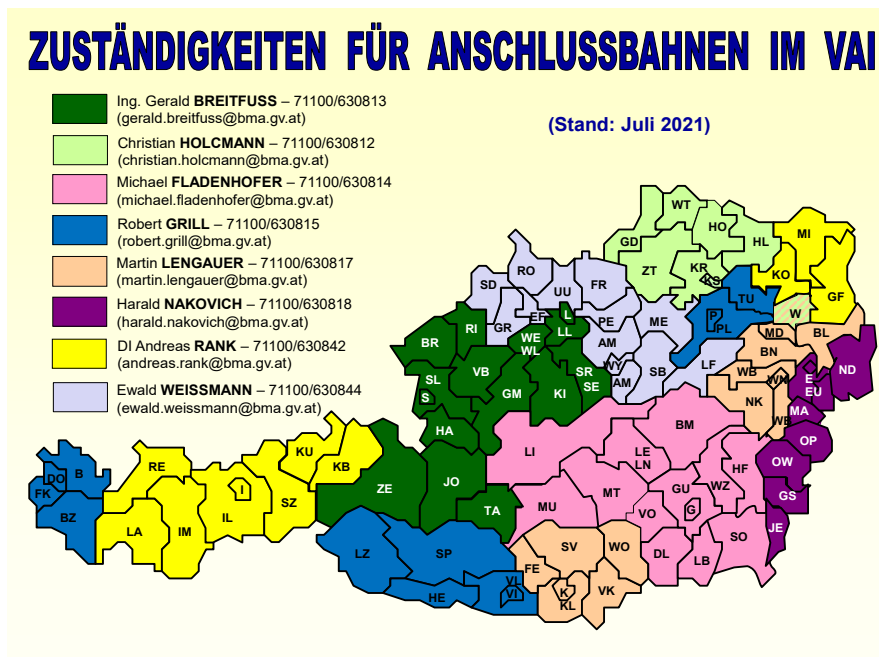 ZUSTÄNDIGKEITEN FÜR ANSCHLUSSBAHNEN IM VAI
Ing. Gerald BREITFUSS – 71100/630813
(gerald.breitfuss@bma.gv.at)
Christian HOLCMANN – 71100/630812
(christian.holcmann@bma.gv.at)
Michael FLADENHOFER – 71100/630814
(michael.fladenhofer@bma.gv.at)
Robert GRILL – 71100/630815
(robert.grill@bma.gv.at)
Martin LENGAUER – 71100/630817
(martin.lengauer@bma.gv.at)
Harald NAKOVICH – 71100/630818
(harald.nakovich@bma.gv.at)
DI Andreas RANK – 71100/630842
(andreas.rank@bma.gv.at)
Ewald WEISSMANN – 71100/630844
(ewald.weissmann@bma.gv.at)
(Stand: Juli 2021)
WT
HO
GD
HL
MI
ZT
KR
KS
KO
GF
RO
SD
UU
FR
TU
W
EF
L
PE
ME
P
PL
GR
RI
LL
BR
WE
WL
AM
MD
BL
BN
ND
VB
WY
LF
WB
WN
E
EU
SL
S
GM
KI
SR
SE
AM
SB
NK
WB
MA
HA
BM
OP
KU
KB
LI
LE
LN
HF
OW
RE
B
DO
FK
BZ
I
IL
SZ
ZE
JO
MT
GU
WZ
GS
LA
IM
TA
MU
VO
G
SO
JE
LZ
SP
SV
WO
DL
LB
FE
HE
VL
VI
K
KL
VK